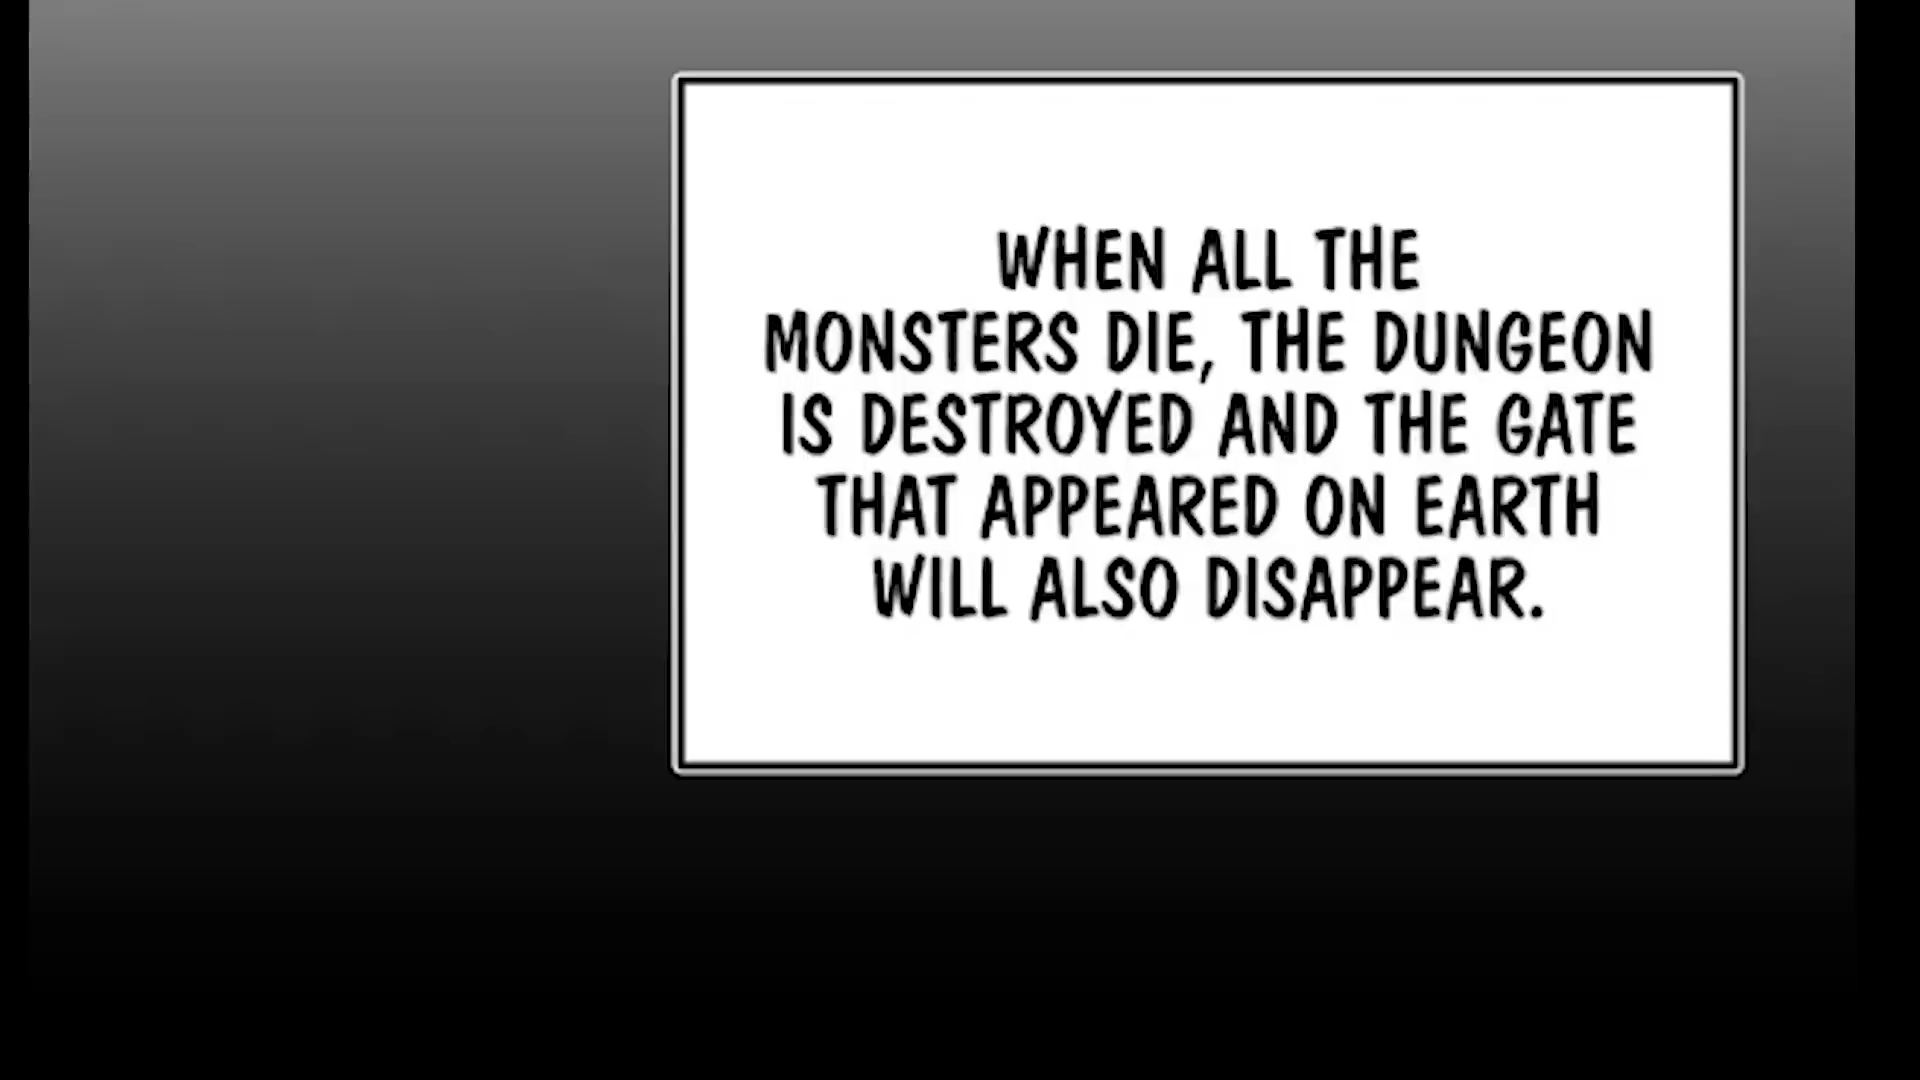 WHEN ALL THE
MONSTERS DIE, THE DUNGEON
IS DESTROYED AND THE GATE
THAT APPEARED ON EARTH
WILL ALSO DISAPPEAR.